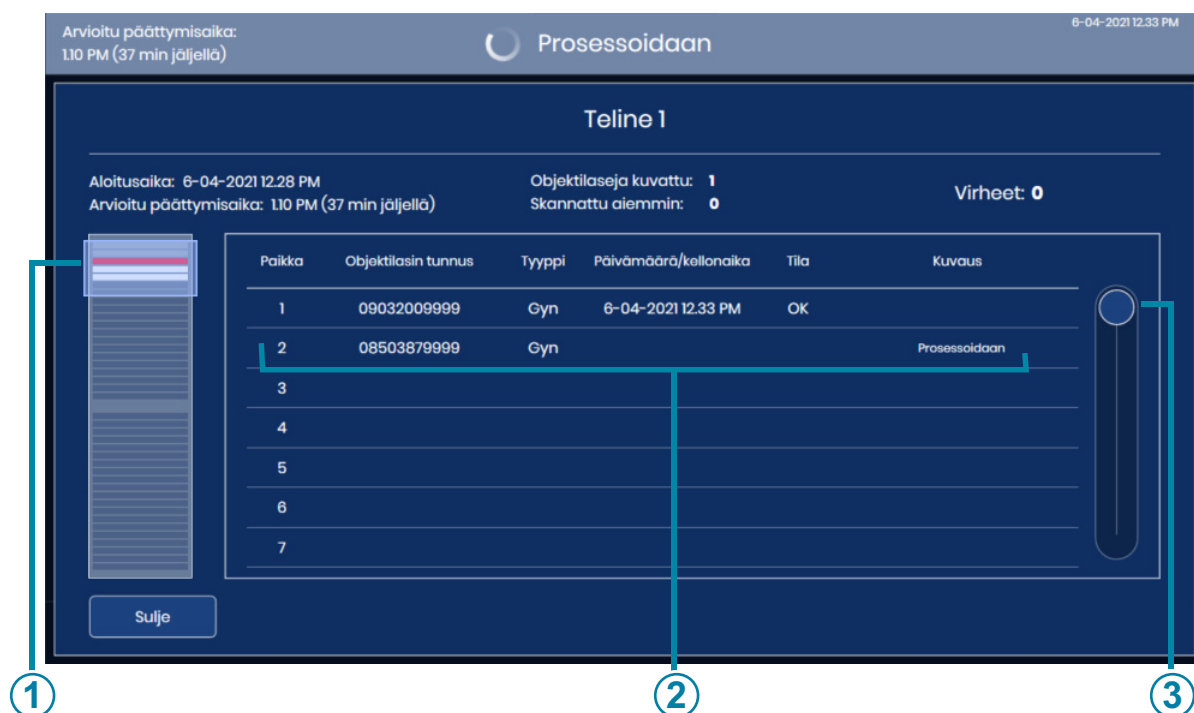 Arvioitu päättymisaika:
1.10 PM (37 min jäljellä)
Prosessoidaan
6-04-2021 12.33 PM
Teline 1
Aloitusaika: 6-04-2021 12.28 PM
Arvioitu päättymisaika: 1.10 PM (37 min jäljellä)
Objektilaseja kuvattu: 1
Skannattu aiemmin: 0
Virheet: 0
Paikka Objektilasin tunnus Tyyppi Päivämäärä/kellonaika Tila Kuvaus
1 09032009999 Gyn 6-04-2021 12.33 PM OK
2 08503879999 Gyn Prosessoidaan
3
4
5
6
7
Sulje
1 2 3